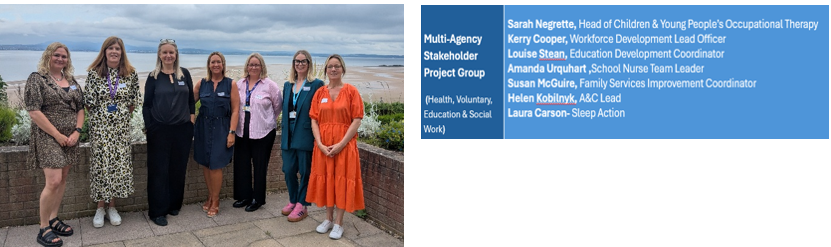 Multi-Agency
Stakeholder
Project Group
(Health, Voluntary,
Education & Social
Work)
Sarah Negrette, Head of Children & Young People's Occupational Therapy
Kerry Cooper, Workforce Development Lead Officer
Louise Stean, Education Development Coordinator
Amanda Urquhart ,School Nurse Team Leader
Susan McGuire, Family Services Improvement Coordinator
Helen Kobilnyk, A&C Lead
Laura Carson- Sleep Action